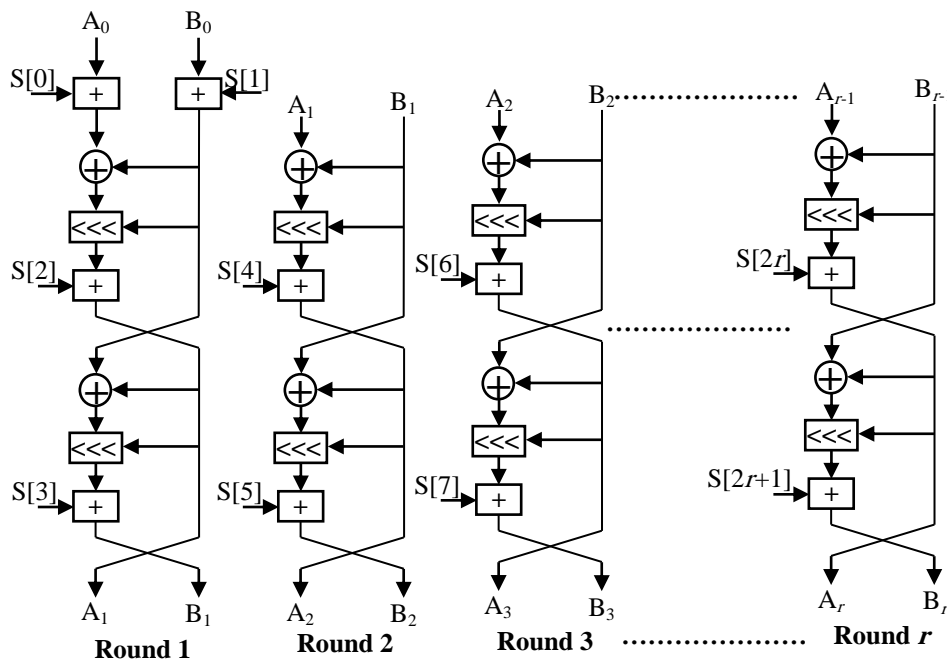 A₀ B₀
S[0] + + S[1]
A₁ B₁ A₂ B₂ Aᵣ₋₁ Bᵣ₋
<<< <<< <<< <<<
S[2] + S[4] + S[6] + S[2r] +
<<< <<< <<< <<<
S[3] + S[5] + S[7] + S[2r+1] +
A₁ B₁ A₂ B₂ A₃ B₃ Aᵣ Bᵣ
Round 1 Round 2 Round 3 Round r